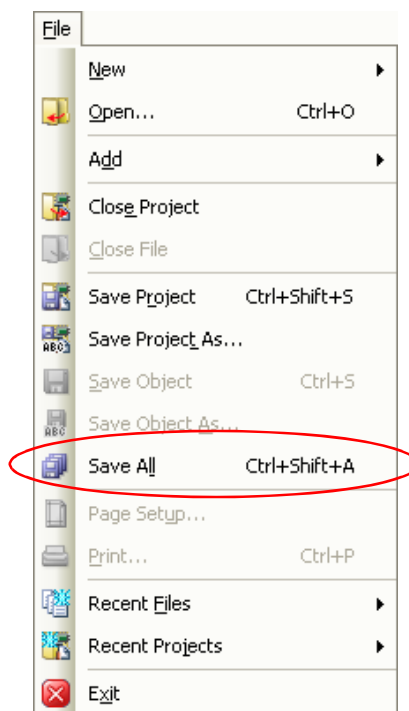 File
New
Open... Ctrl+O
Add
Close Project
Close File
Save Project Ctrl+Shift+S
Save Project As...
Save Object Ctrl+S
Save Object As...
Save All Ctrl+Shift+A
Page Setup...
Print... Ctrl+P
Recent Files
Recent Projects
Exit